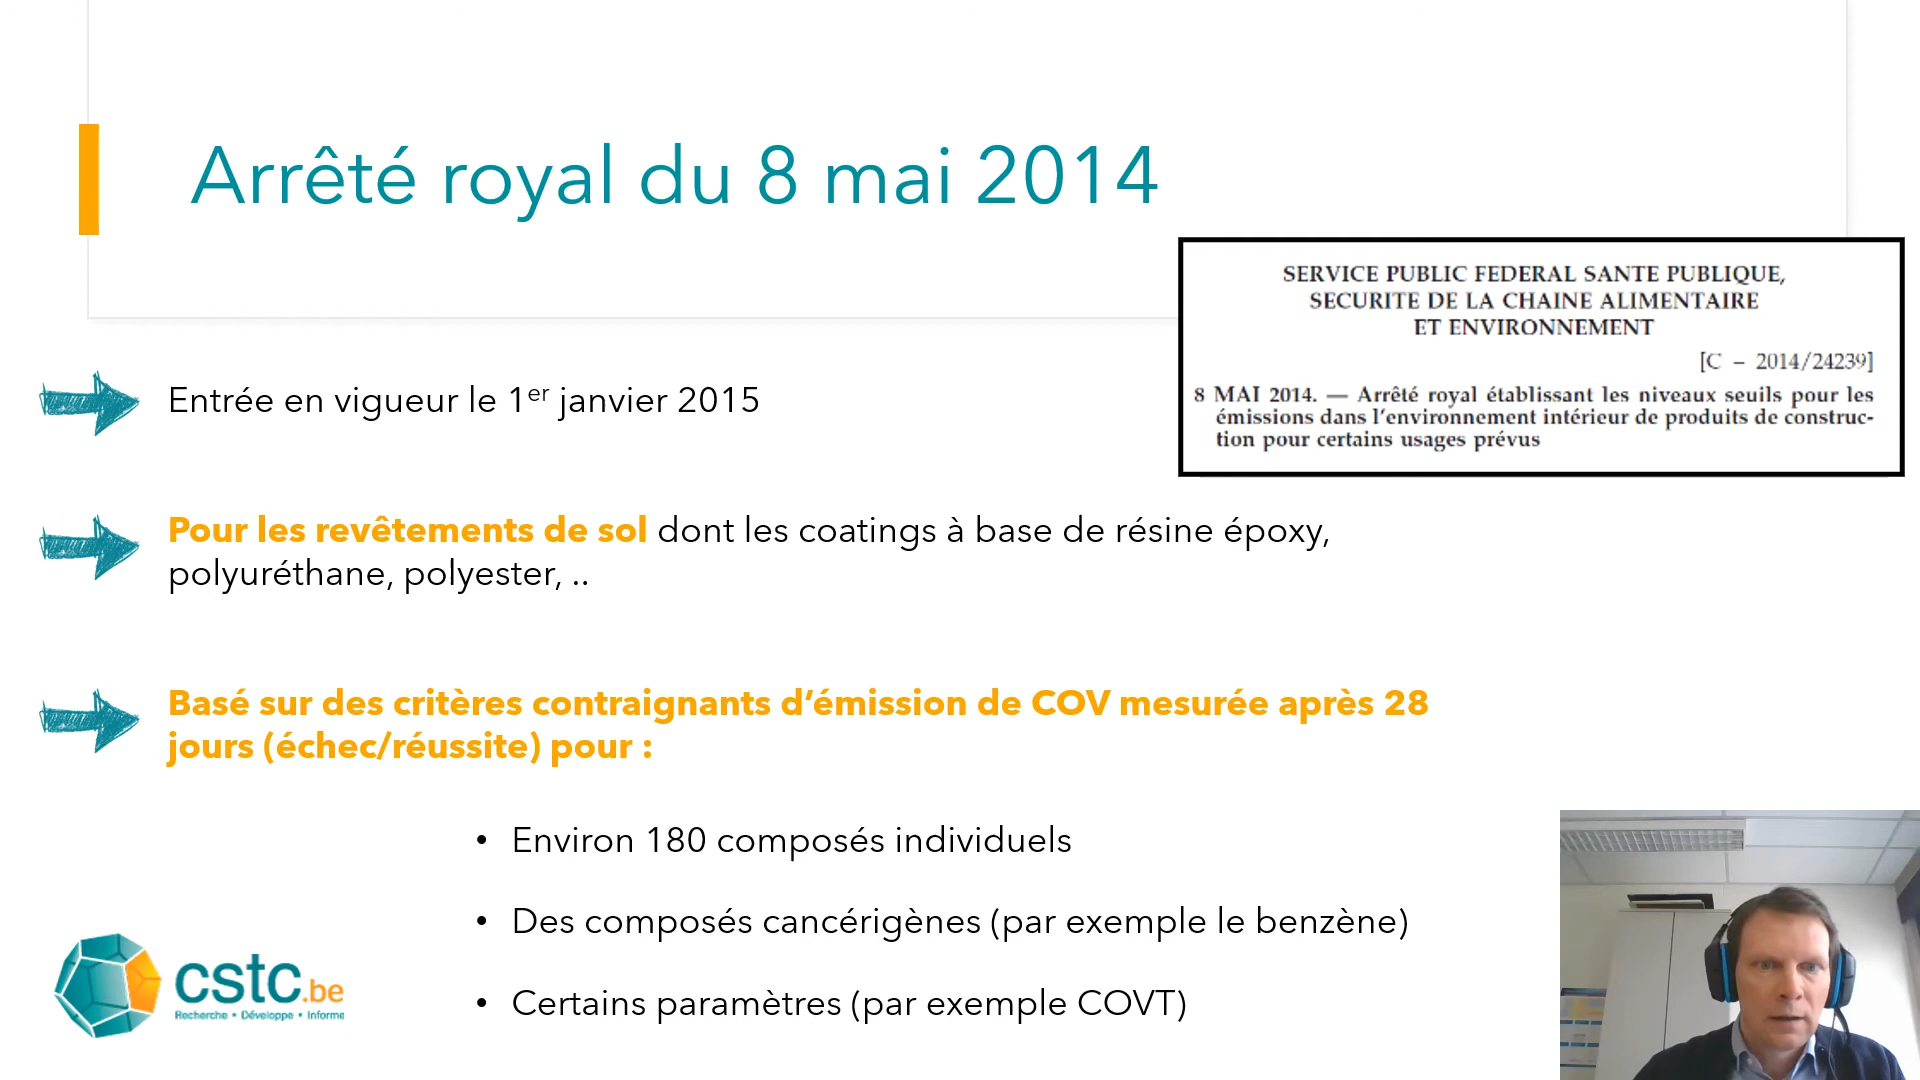 Arrêté royal du 8 mai 2014
SERVICE PUBLIC FEDERAL SANTE PUBLIQUE,
SECURITE DE LA CHAINE ALIMENTAIRE
ET ENVIRONNEMENT
[C – 2014/24239]
8 MAI 2014. — Arrêté royal établissant les niveaux seuils pour les
émissions dans l'environnement intérieur de produits de construc-
tion pour certains usages prévus
Entrée en vigueur le 1er janvier 2015
Pour les revêtements de sol dont les coatings à base de résine époxy,
polyuréthane, polyester, ..
Basé sur des critères contraignants d'émission de COV mesurée après 28
jours (échec/réussite) pour :
• Environ 180 composés individuels
• Des composés cancérigènes (par exemple le benzène)
• Certains paramètres (par exemple COVT)
cstc.be
Recherche • Développe • Informe